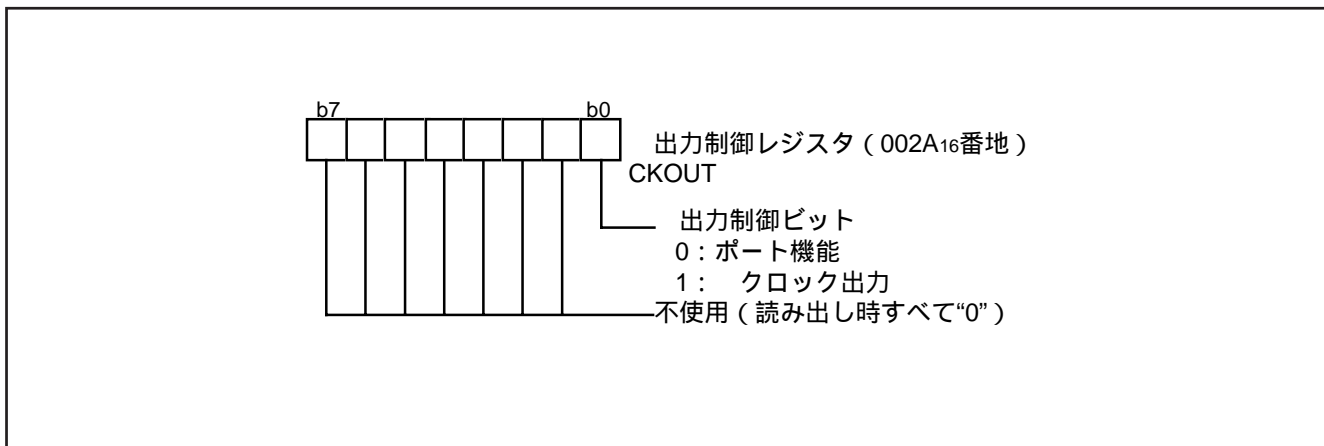 b7 b0
出力制御レジスタ（002A16番地）
CKOUT
出力制御ビット
0：ポート機能
1：　クロック出力
不使用（読み出し時すべて“0”）